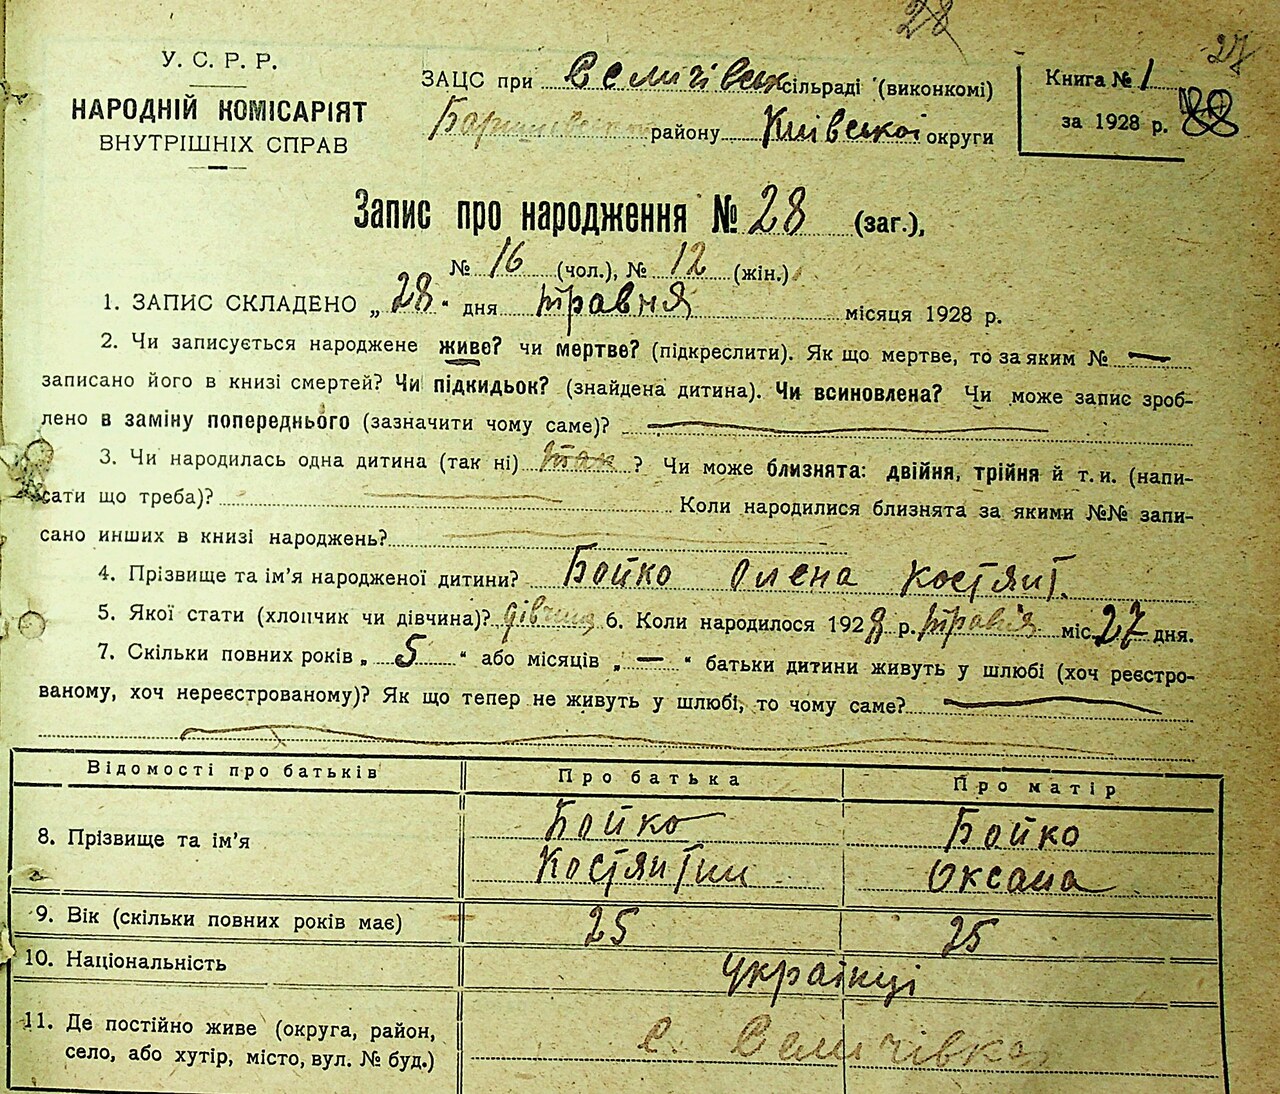 28
27
У. С. Р. Р.
НАРОДНІЙ КОМІСАРІЯТ
ВНУТРІШНІХ СПРАВ
ЗАЦС при Селичівськ сільраді (виконкомі)
району Київської округи
Книга № 1
за 1928 р.
Запис про народження № 28 (заг.),
№ 16 (чол.), № 12 (жін.)
1. ЗАПИС СКЛАДЕНО „28" дня травня місяця 1928 р.
2. Чи записується народжене живе? чи мертве? (підкреслити). Як що мертве, то за яким № —
записано його в книзі смертей? Чи підкидьок? (знайдена дитина). Чи всиновлена? Чи може запис зроб-
лено в заміну попереднього (зазначити чому саме)?
3. Чи народилась одна дитина (так ні) так ? Чи може близнята: двійня, трійня й т. и. (напи-
сати що треба)? Коли народилися близнята за якими №№ запи-
сано инших в книзі народжень?
4. Прізвище та ім'я народженої дитини? Бойко Олена Костянт.
5. Якої стати (хлопчик чи дівчина)? дівчина 6. Коли народилося 1928 р. травня міс. 27 дня.
7. Скільки повних років „ 5 " або місяців „ — " батьки дитини живуть у шлюбі (хоч реєстро-
ваному, хоч нереєстрованому)? Як що тепер не живуть у шлюбі, то чому саме?
Відомості про батьків Про батька Про матір
8. Прізвище та ім'я Бойко Костянтин Бойко Оксана
9. Вік (скільки повних років має) 25 25
10. Національність українці
11. Де постійно живе (округа, район,
село, або хутір, місто, вул. № буд.) с. Селичівка